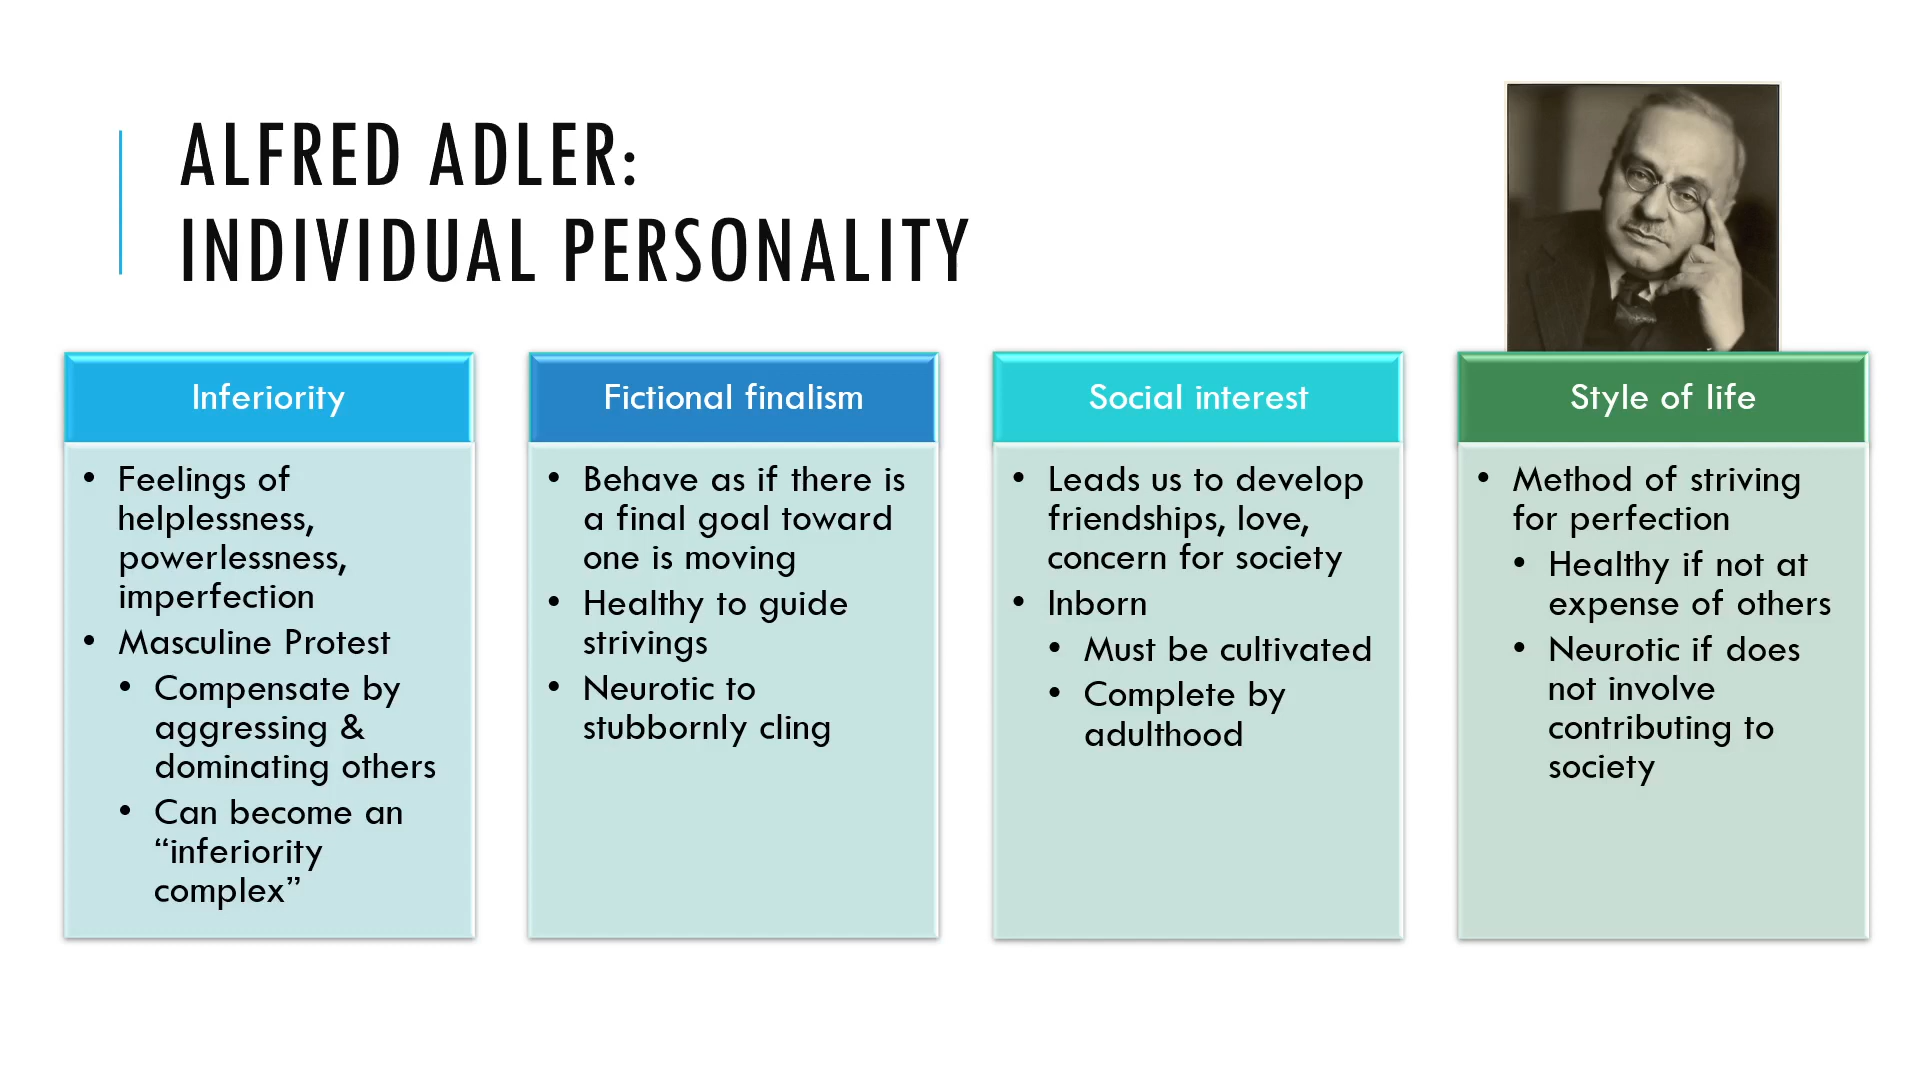 ALFRED ADLER:
INDIVIDUAL PERSONALITY
Inferiority
• Feelings of
helplessness,
powerlessness,
imperfection
• Masculine Protest
• Compensate by
aggressing &
dominating others
• Can become an
“inferiority
complex”
Fictional finalism
• Behave as if there is
a final goal toward
one is moving
• Healthy to guide
strivings
• Neurotic to
stubbornly cling
Social interest
• Leads us to develop
friendships, love,
concern for society
• Inborn
• Must be cultivated
• Complete by
adulthood
Style of life
• Method of striving
for perfection
• Healthy if not at
expense of others
• Neurotic if does
not involve
contributing to
society